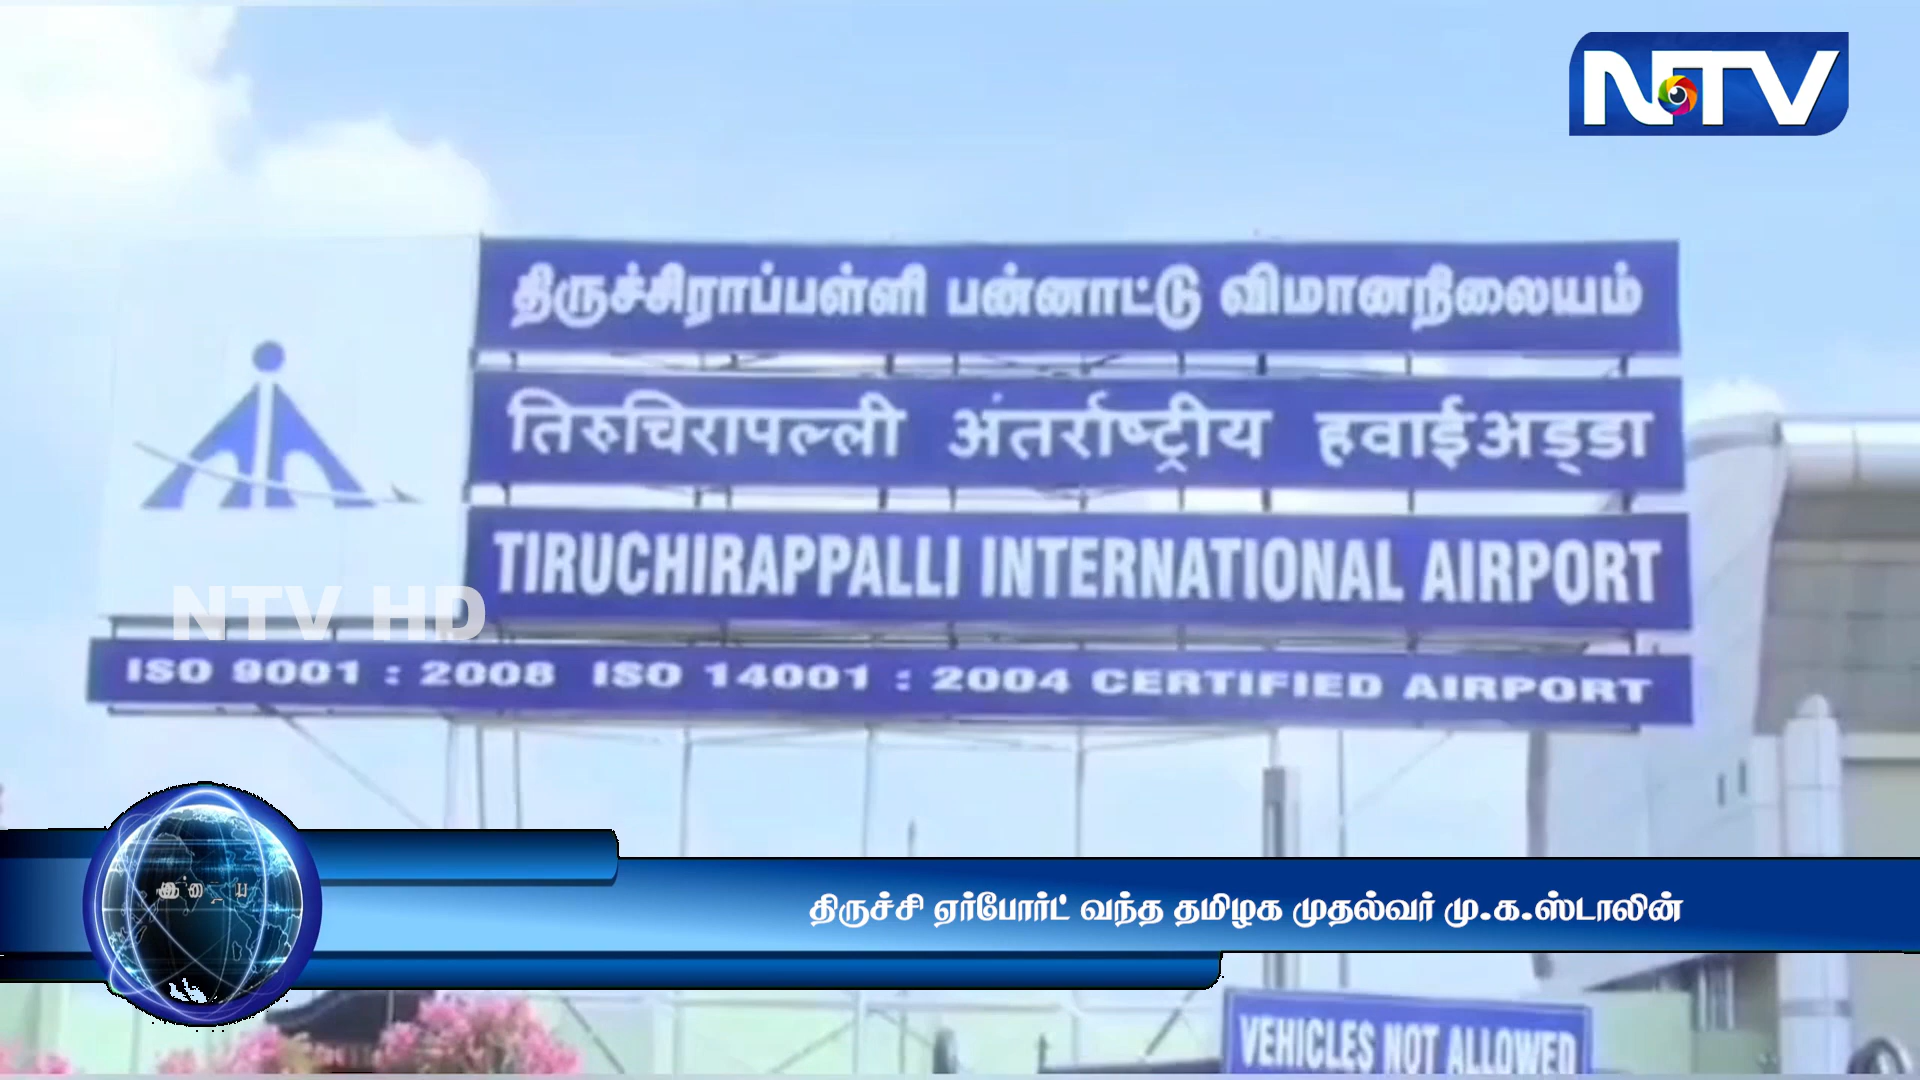 NTV
திருச்சிராப்பள்ளி பன்னாட்டு விமானநிலையம்
तिरुचिरापल्ली अंतर्राष्ट्रीय हवाईअड्डा
TIRUCHIRAPPALLI INTERNATIONAL AIRPORT
NTV HD
ISO 9001 : 2008 ISO 14001 : 2004 CERTIFIED AIRPORT
திருச்சி ஏர்போர்ட் வந்த தமிழக முதல்வர் மு.க.ஸ்டாலின்
VEHICLES NOT ALLOWED